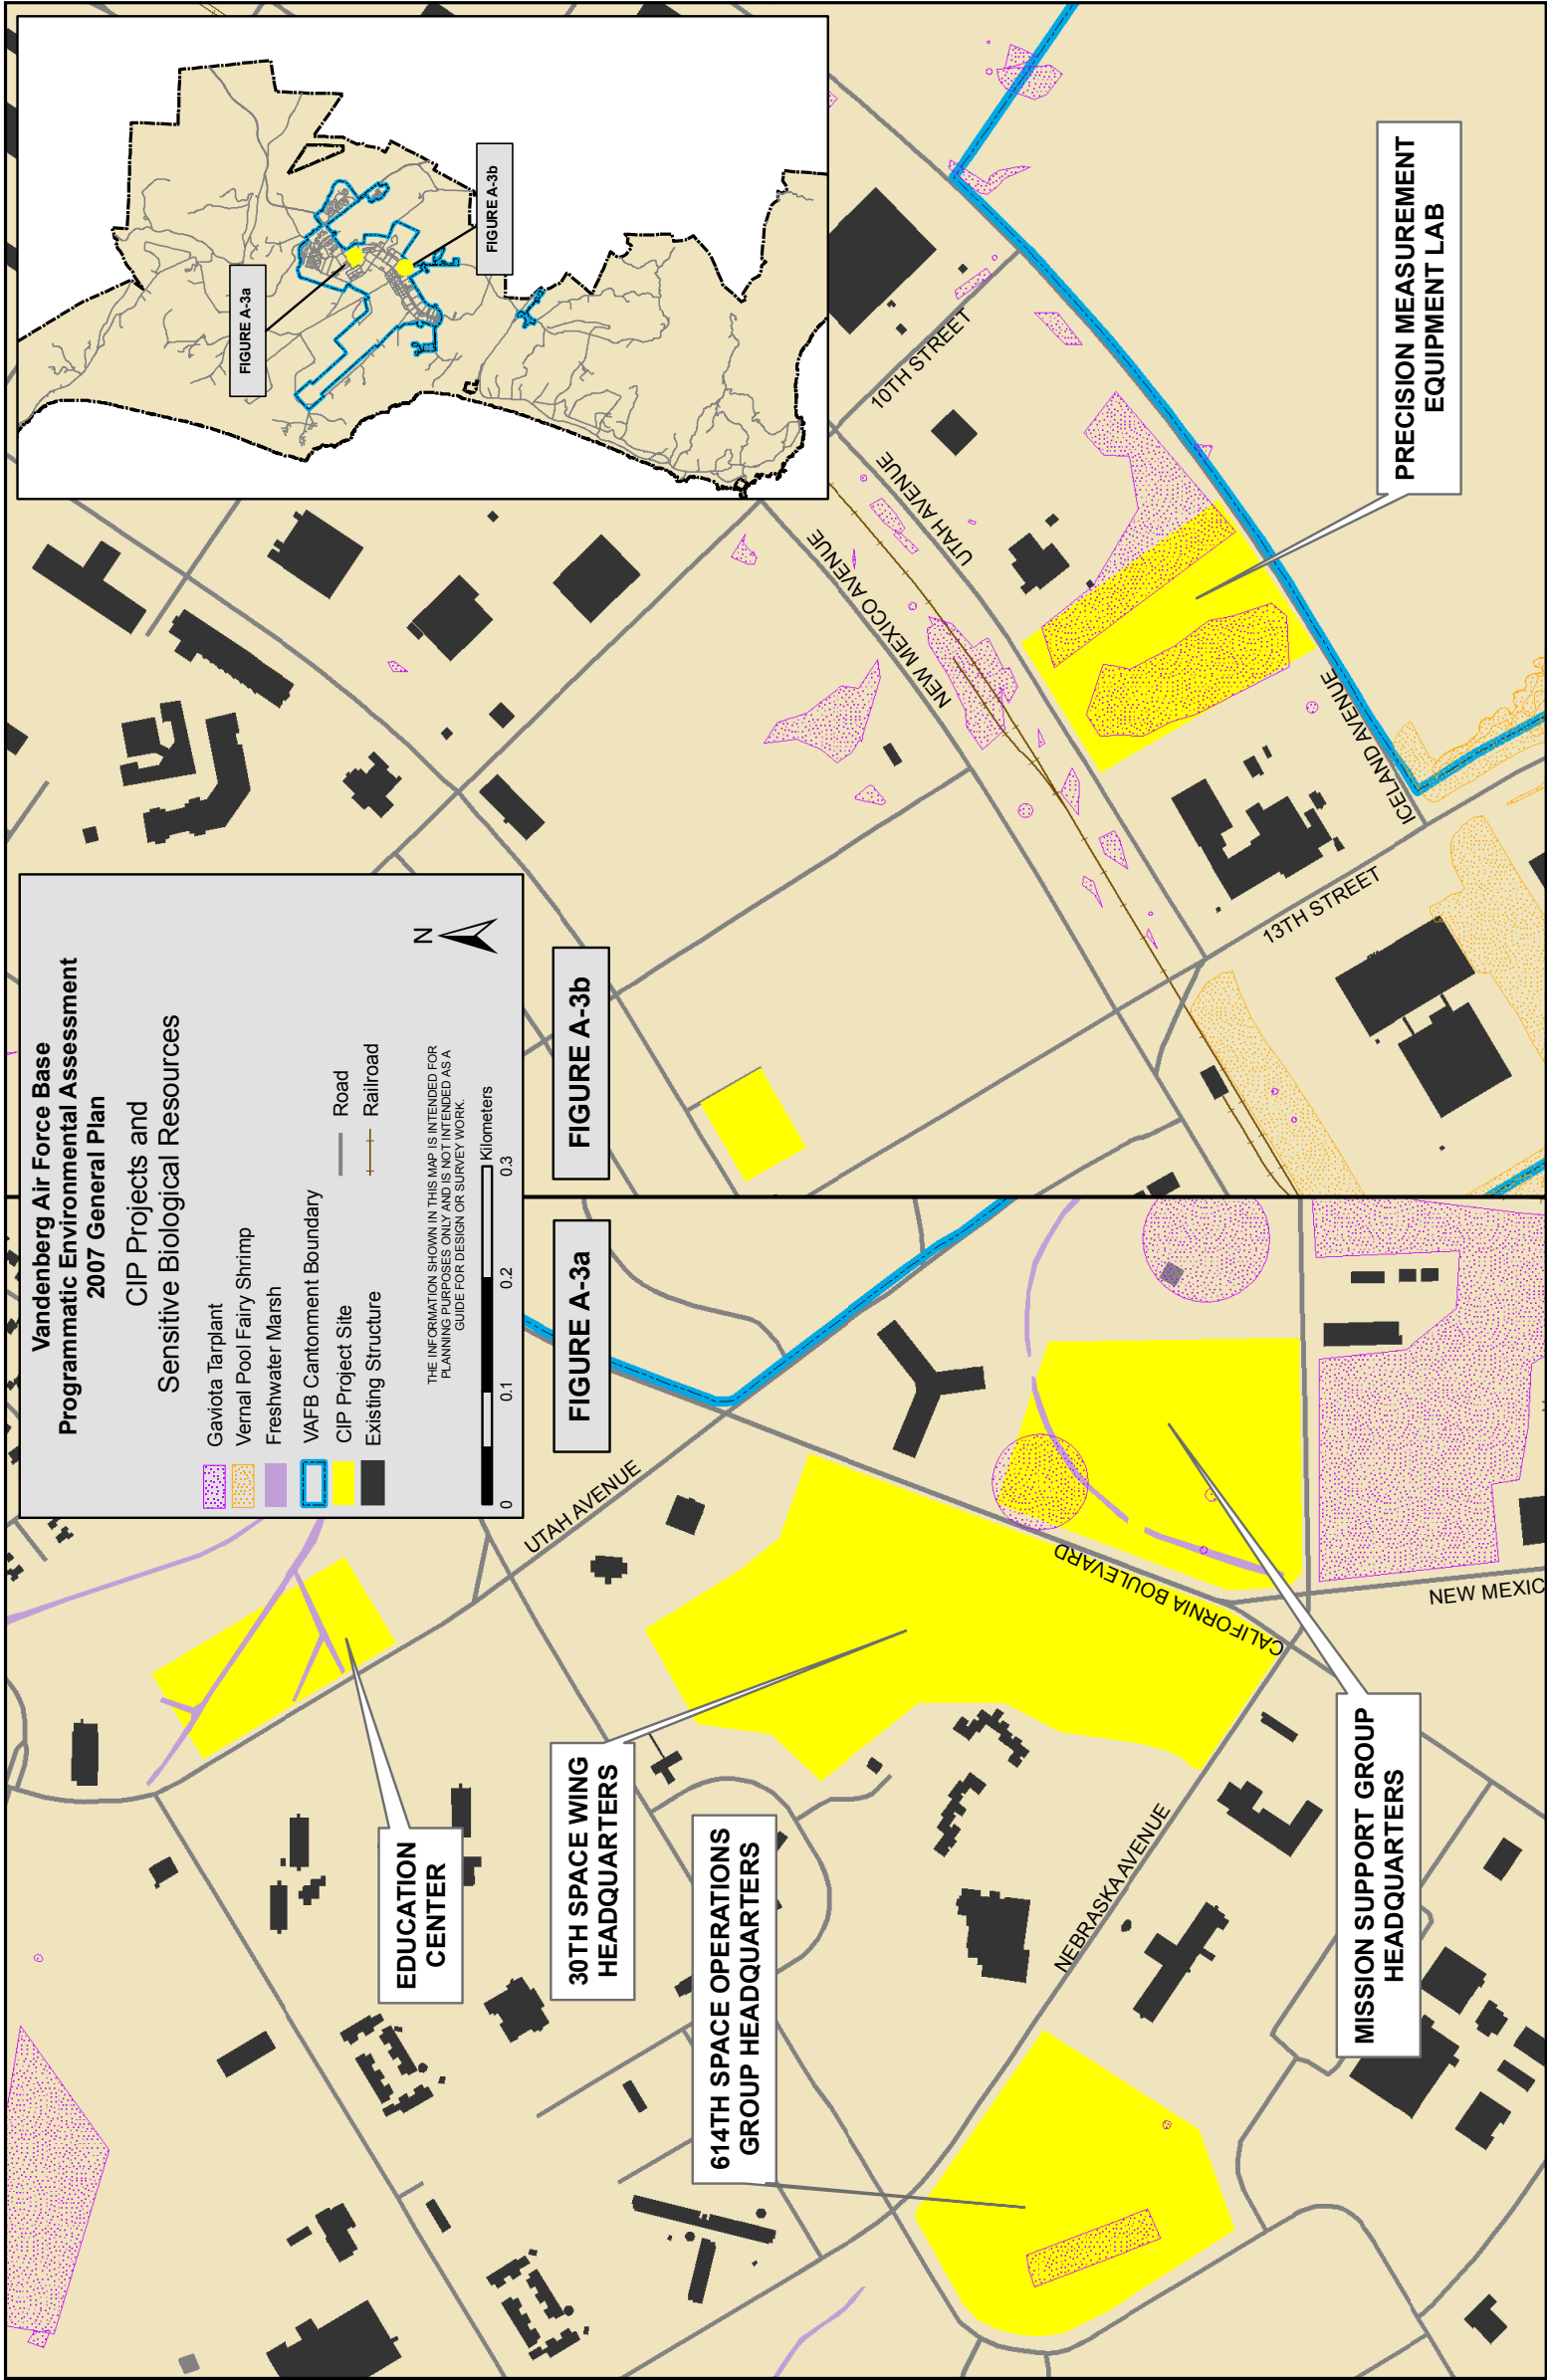 Vandenberg Air Force Base
Programmatic Environmental Assessment
2007 General Plan
CIP Projects and
Sensitive Biological Resources
Gaviota Tarplant
Vernal Pool Fairy Shrimp
Freshwater Marsh
VAFB Cantonment Boundary
CIP Project Site
Existing Structure
Road
Railroad
N
THE INFORMATION SHOWN IN THIS MAP IS INTENDED FOR
PLANNING PURPOSES ONLY AND IS NOT INTENDED AS A
GUIDE FOR DESIGN OR SURVEY WORK.
0 0.1 0.2 0.3
Kilometers
FIGURE A-3a
FIGURE A-3b
FIGURE A-3a
UTAH AVENUE
EDUCATION
CENTER
30TH SPACE WING
HEADQUARTERS
614TH SPACE OPERATIONS
GROUP HEADQUARTERS
CALIFORNIA BOULEVARD
NEBRASKA AVENUE
NEW MEXIC
MISSION SUPPORT GROUP
HEADQUARTERS
FIGURE A-3b
NEW MEXICO AVENUE
UTAH AVENUE
10TH STREET
13TH STREET
ICELAND AVENUE
PRECISION MEASUREMENT
EQUIPMENT LAB